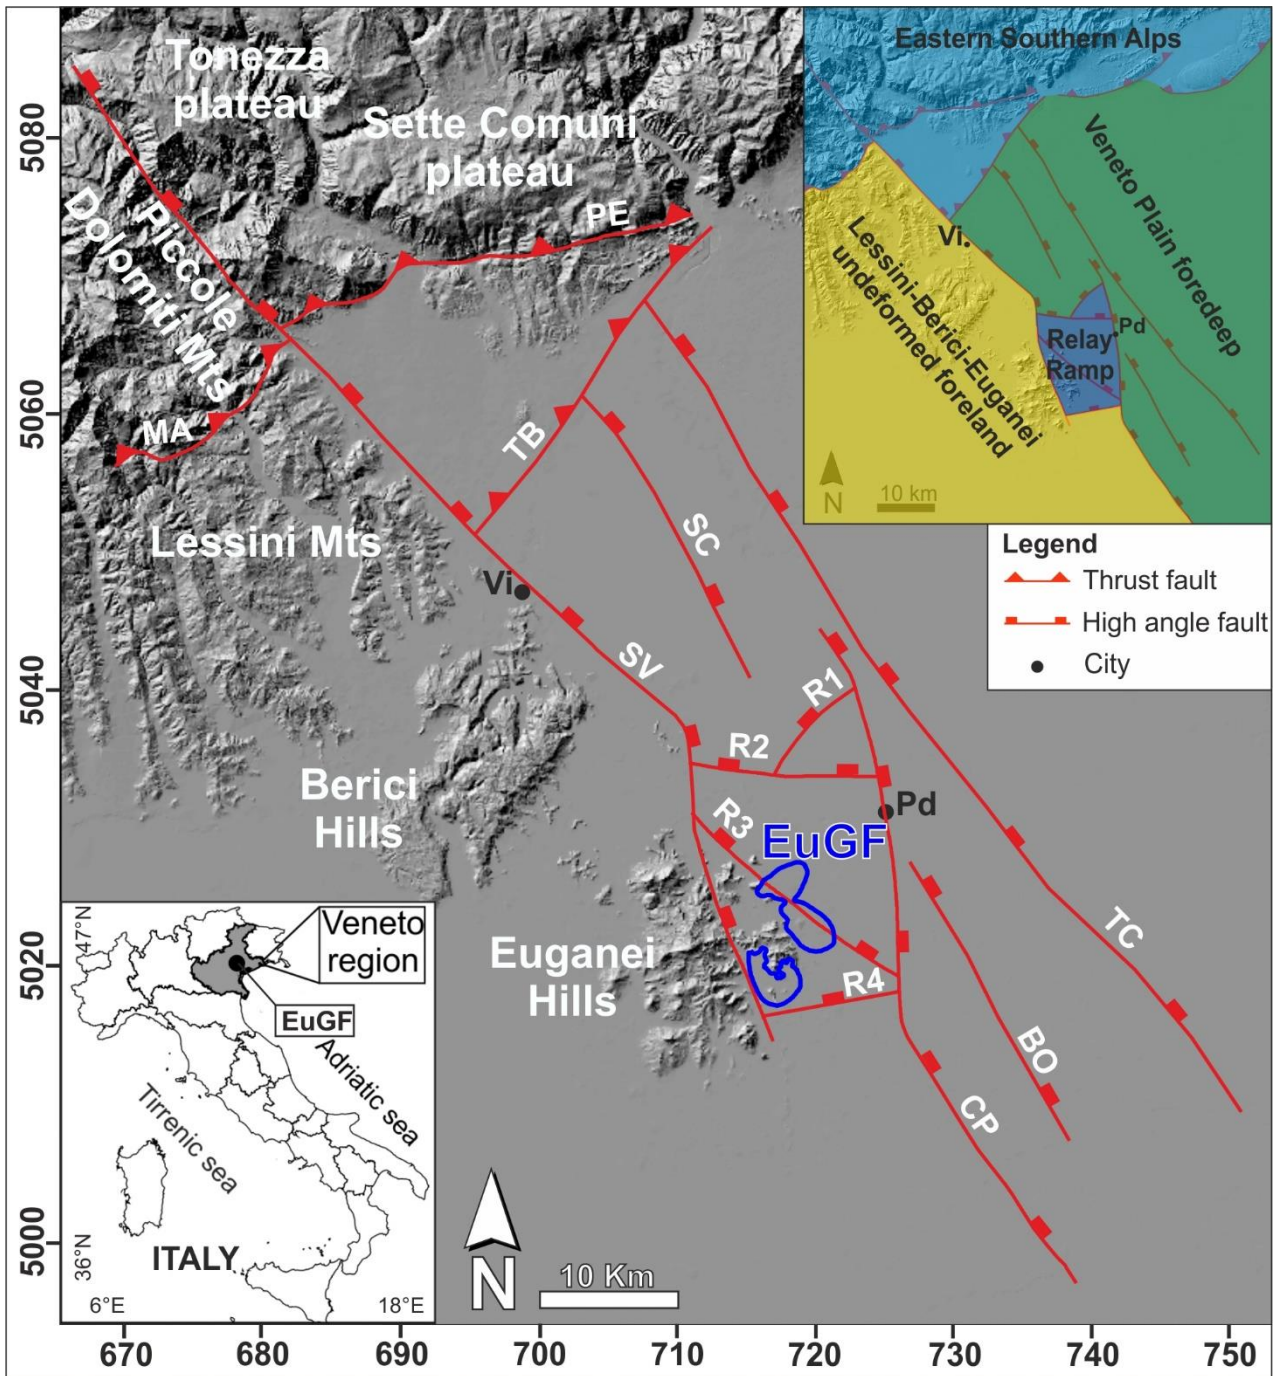 Tonezza
plateau
Sette Comuni
plateau
PE
Piccole
Dolomiti Mts
MA
TB
Lessini Mts
SC
Vi
SV
R1
R2
Berici
Hills
R3
EuGF
Pd
TC
Euganei
Hills
R4
BO
CP
N
10 Km
5080
5060
5040
5020
5000
670
680
690
700
710
720
730
740
750
Eastern Southern Alps
Veneto Plain foredeep
Vi
Lessini-Berici-Euganei
undeformed foreland
Pd
Relay
Ramp
N
10 km
Legend
Thrust fault
High angle fault
City
47°N
Veneto
region
EuGF
Adriatic sea
Tirrenic sea
ITALY
36°N
6°E
18°E